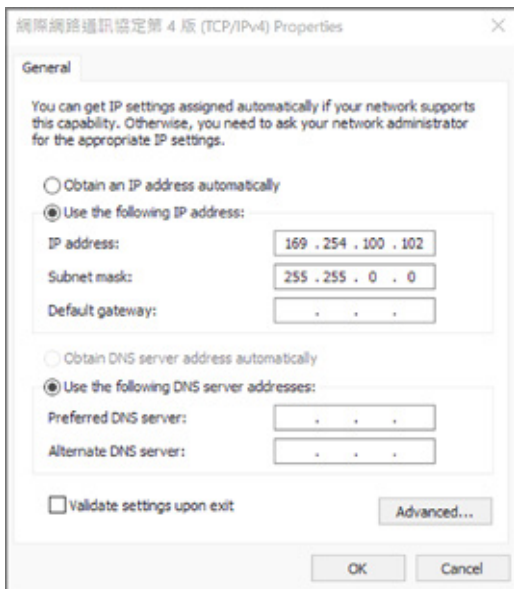 網際網路通訊協定第 4 版 (TCP/IPv4) Properties
General
You can get IP settings assigned automatically if your network supports
this capability. Otherwise, you need to ask your network administrator
for the appropriate IP settings.
Obtain an IP address automatically
Use the following IP address:
IP address: 169 . 254 . 100 . 102
Subnet mask: 255 . 255 . 0 . 0
Default gateway: . . .
Obtain DNS server address automatically
Use the following DNS server addresses:
Preferred DNS server: . . .
Alternate DNS server: . . .
Validate settings upon exit
Advanced...
OK Cancel